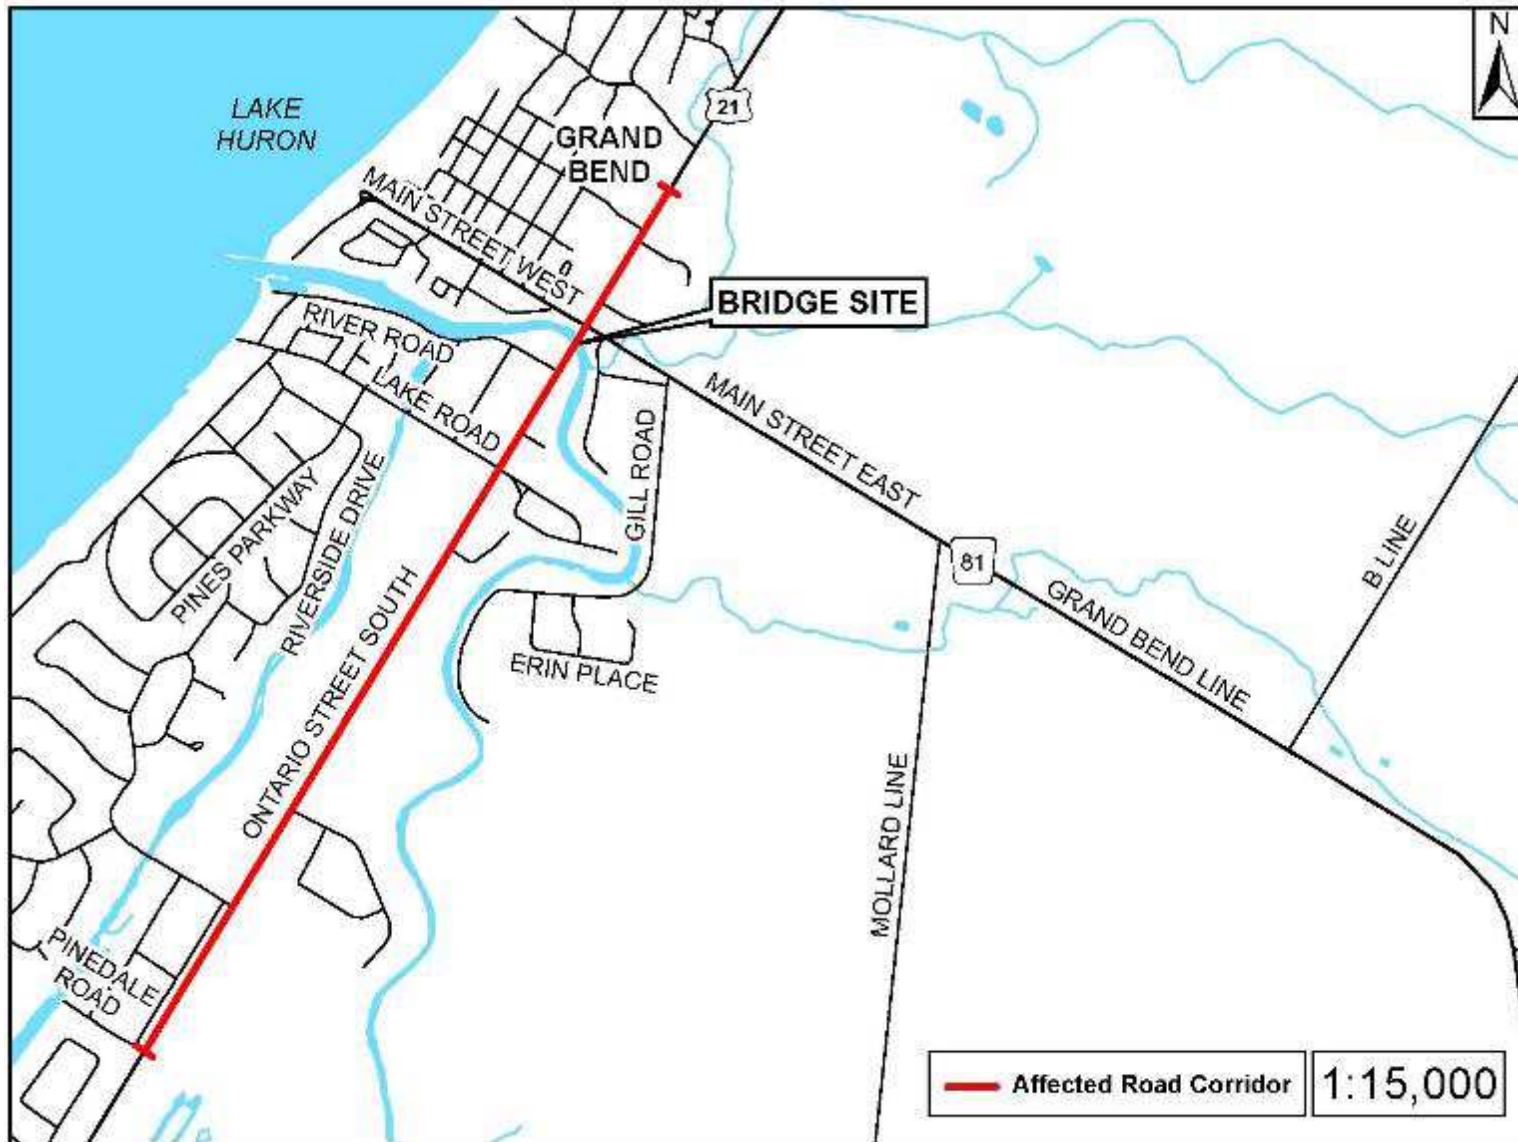 N
LAKE
HURON
21
GRAND
BEND
MAIN STREET WEST
BRIDGE SITE
RIVER ROAD
LAKE ROAD
MAIN STREET EAST
GILL ROAD
PINES PARKWAY
RIVERSIDE DRIVE
B LINE
81
GRAND BEND LINE
ERIN PLACE
ONTARIO STREET SOUTH
MOLLARD LINE
PINEDALE
ROAD
Affected Road Corridor
1:15,000